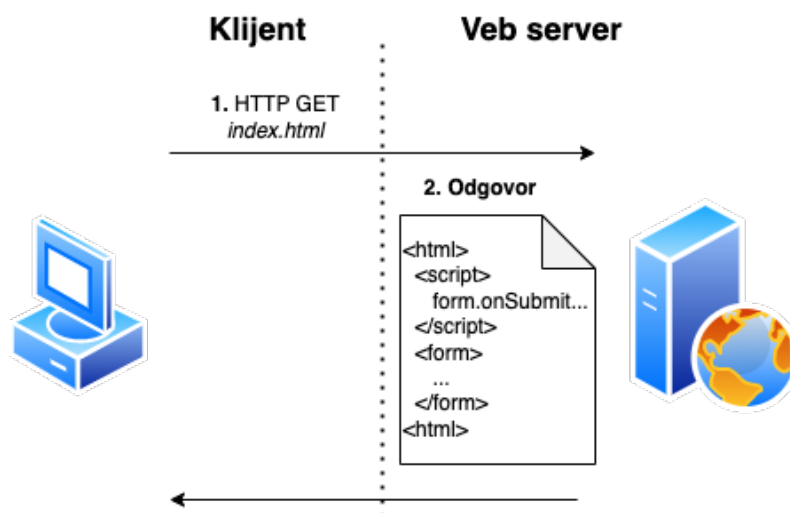 Klijent
Veb server
1. HTTP GET
index.html
2. Odgovor
<html>
<script>
form.onSubmit...
</script>
<form>
...
</form>
<html>